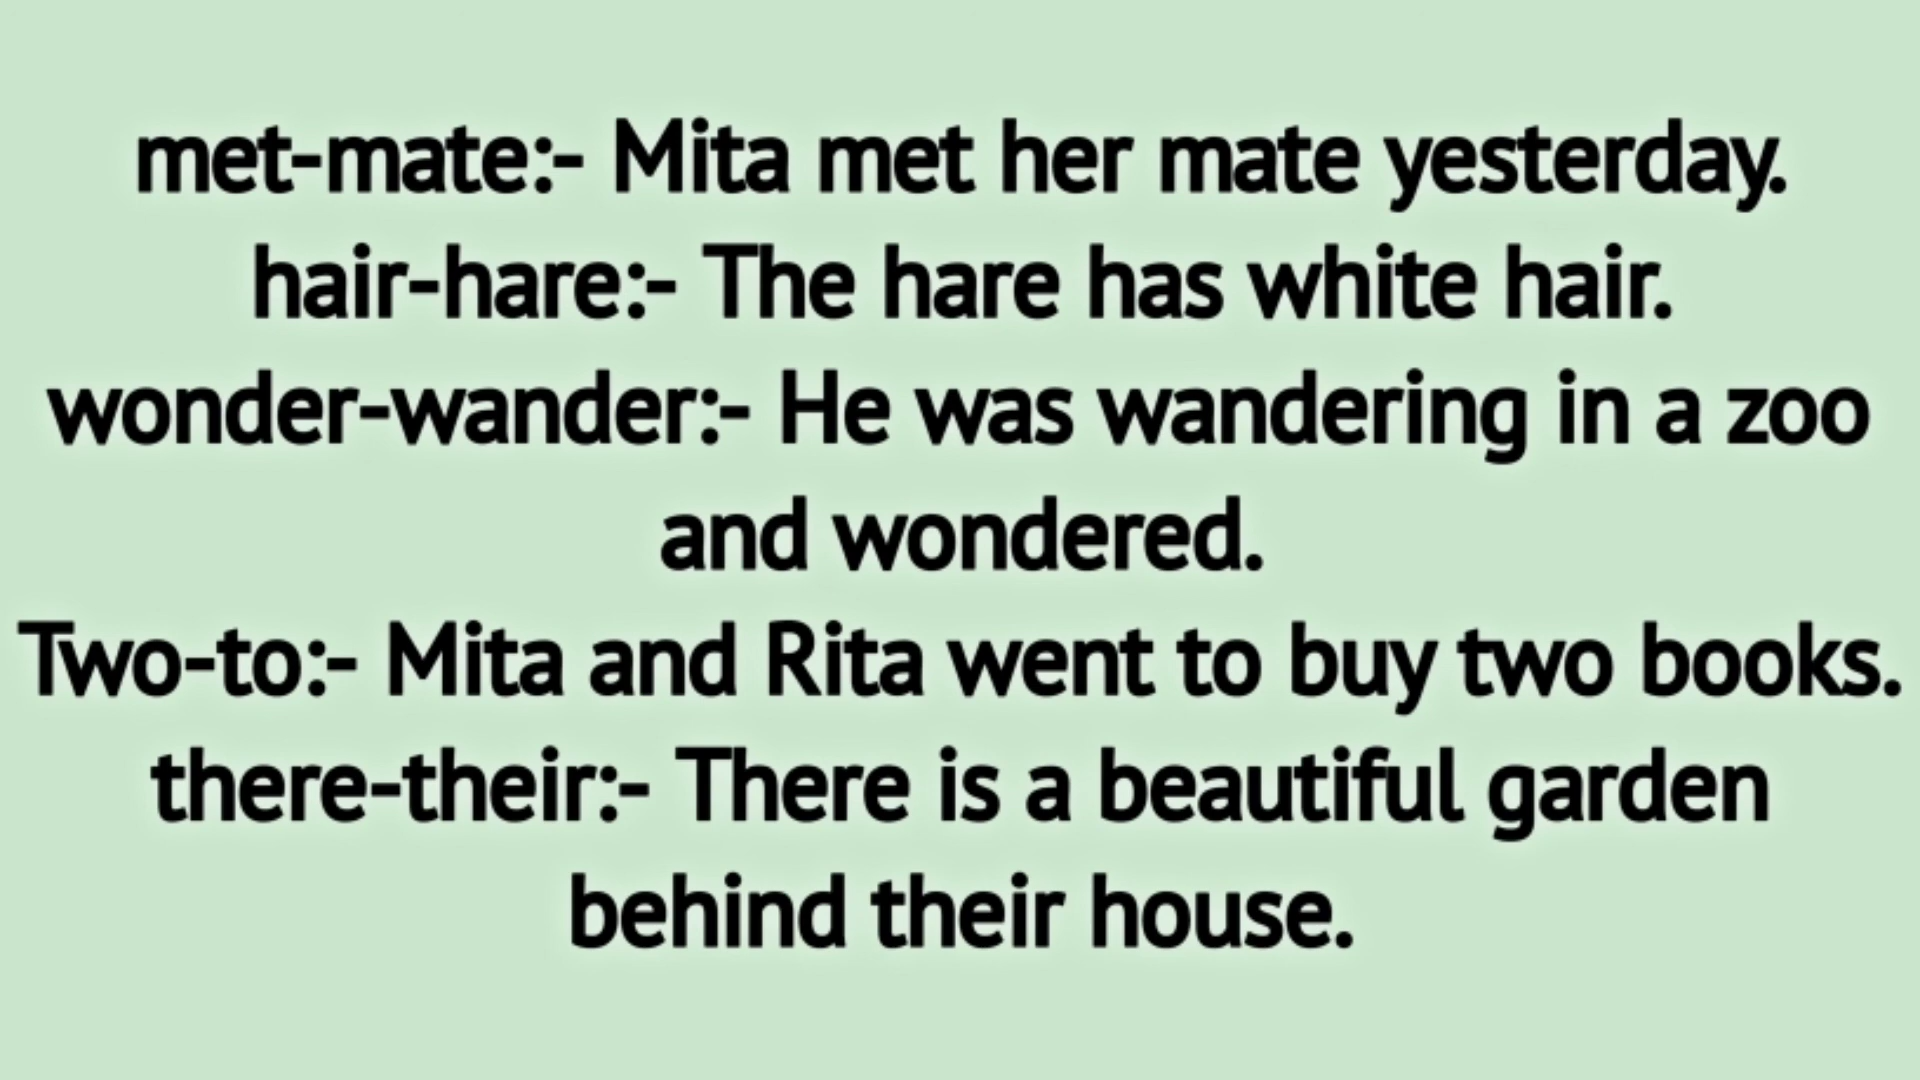 met-mate:- Mita met her mate yesterday.
hair-hare:- The hare has white hair.
wonder-wander:- He was wandering in a zoo
and wondered.
Two-to:- Mita and Rita went to buy two books.
there-their:- There is a beautiful garden
behind their house.